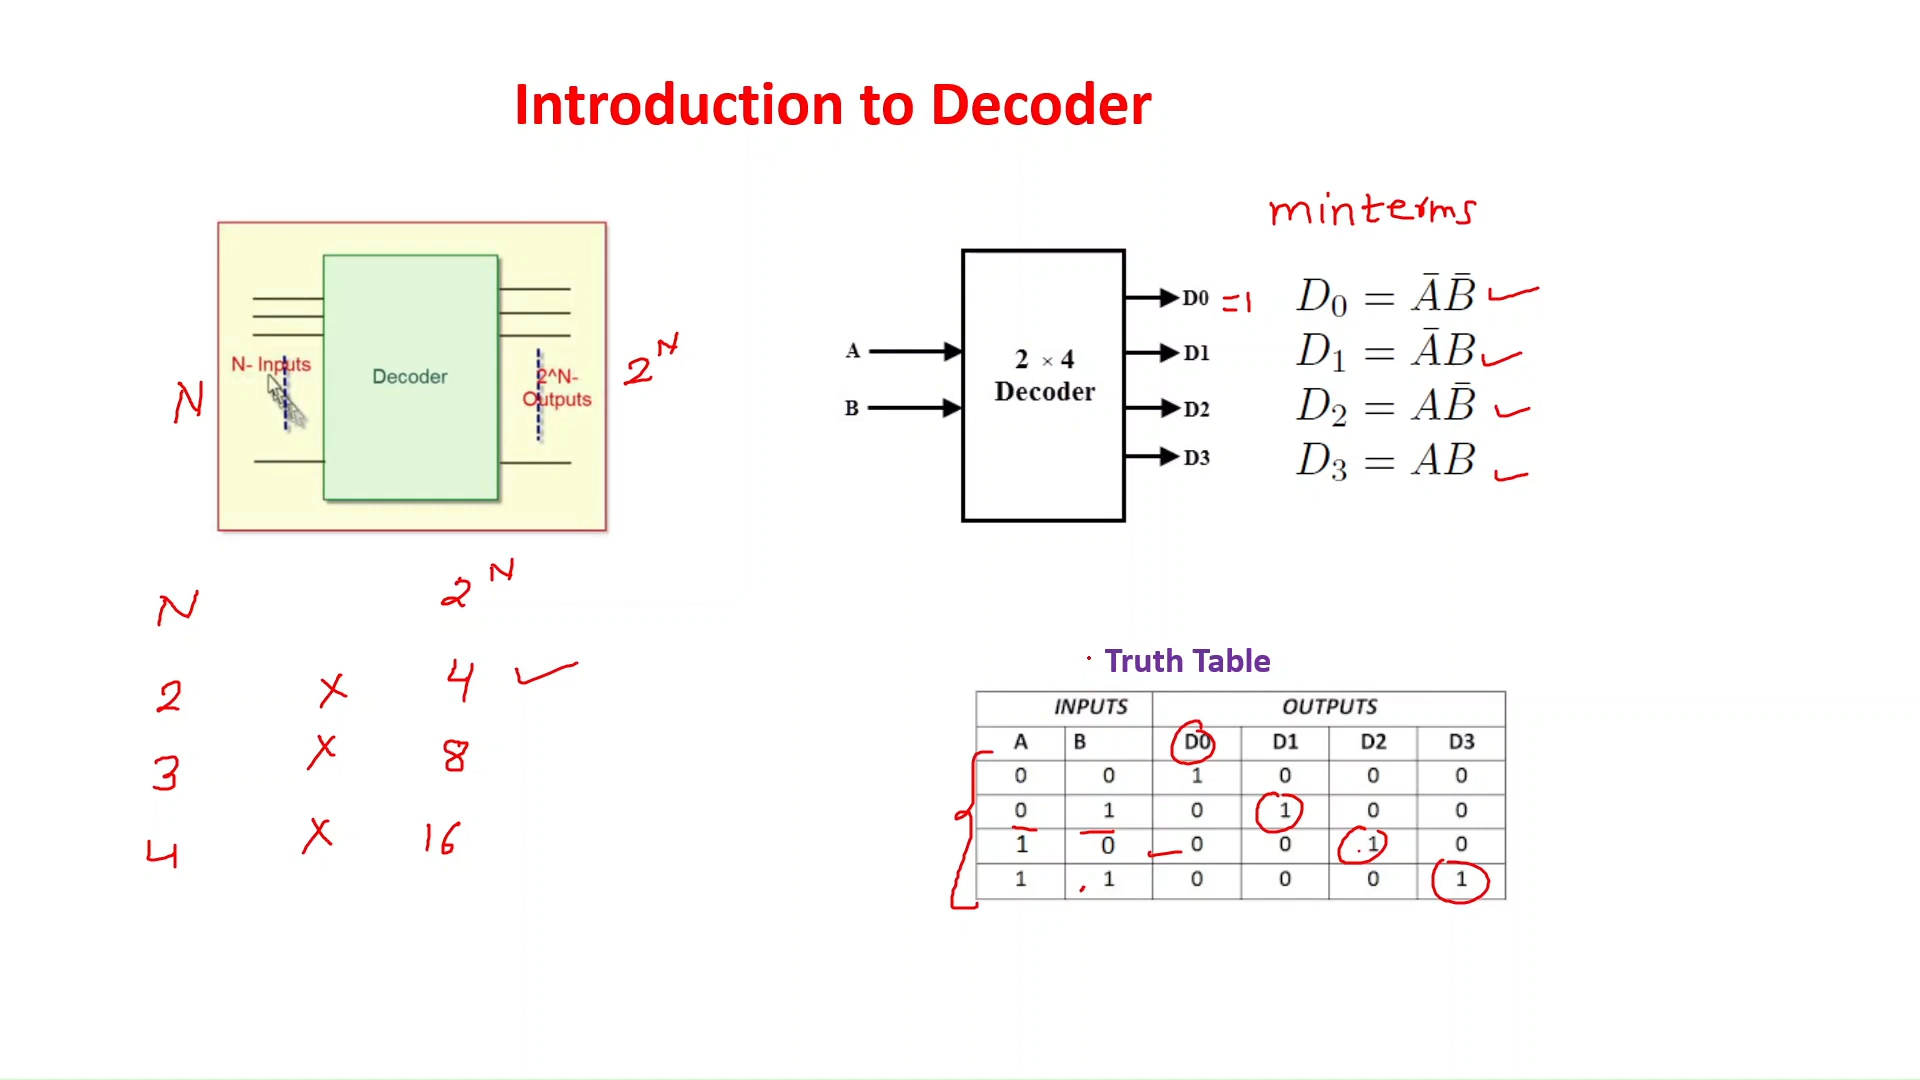 Introduction to Decoder
minterms
N- Inputs
Decoder
2^N-
Outputs
N
2^N
A
B
2 × 4
Decoder
D0 =1
D1
D2
D3
D₀ = A̅B̅ ✓
D₁ = A̅B ✓
D₂ = AB̅ ✓
D₃ = AB ✓
N 2^N
2 × 4 ✓
3 × 8
4 × 16
Truth Table
INPUTS OUTPUTS
A B D0 D1 D2 D3
0 0 1 0 0 0
0 1 0 1 0 0
1 0 0 0 1 0
1 1 0 0 0 1